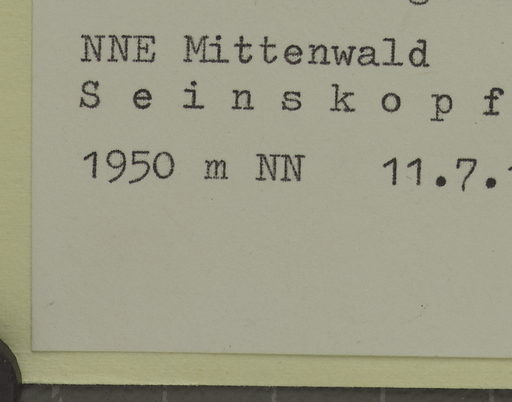 NNE Mittenwald
S e i n s k o p f
1950 m NN 11.7.